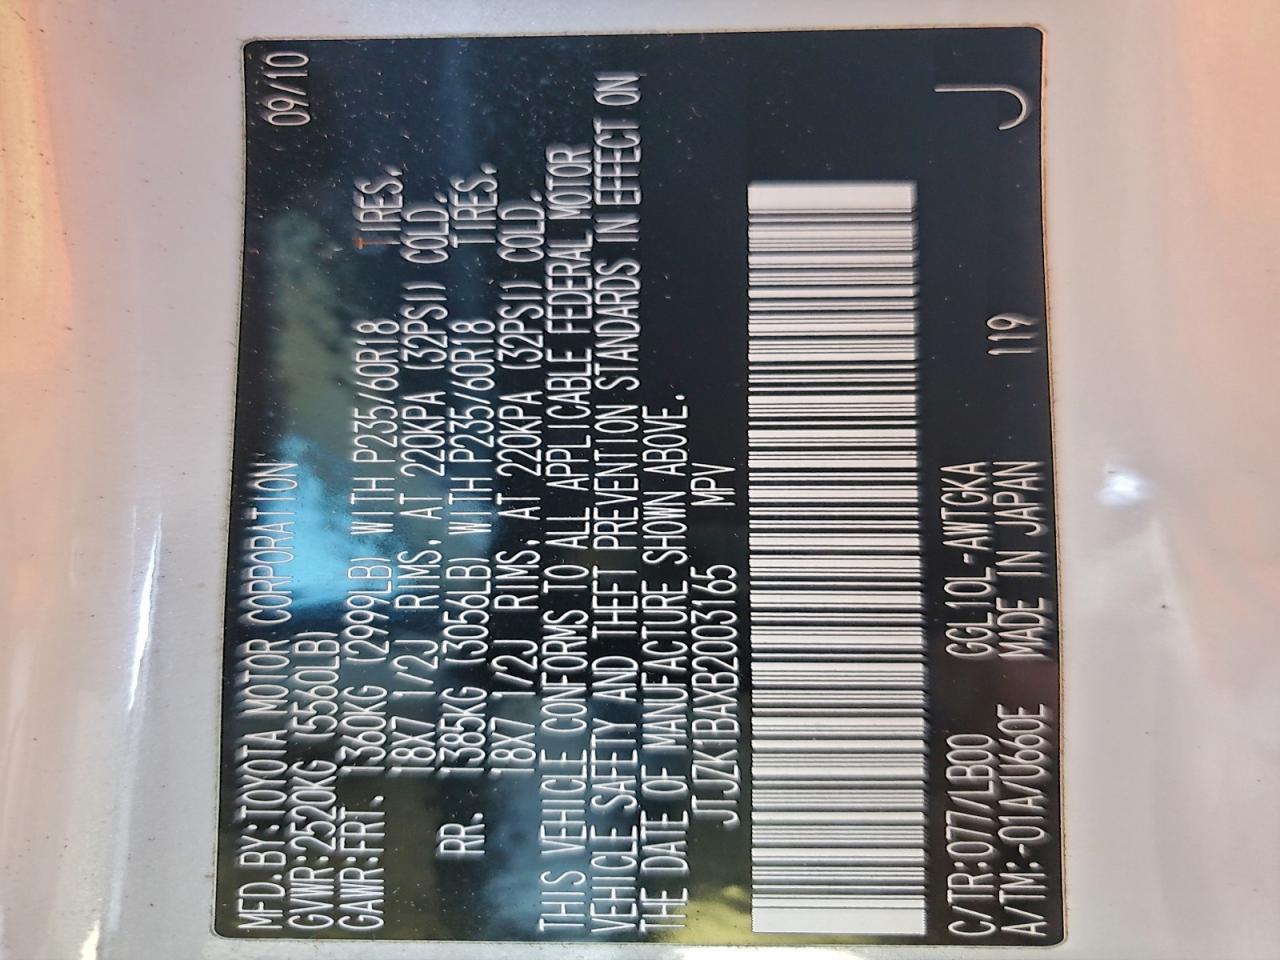 MFD.BY:TOYOTA MOTOR CORPORATION 09/10
GVWR:2520KG (5560LB)
GAWR:FRT. 1360KG (2999LB) WITH P235/60R18 TIRES,
18X7 1/2J RIMS, AT 220KPA (32PSI) COLD.
RR. 1385KG (3056LB) WITH P235/60R18 TIRES,
18X7 1/2J RIMS, AT 220KPA (32PSI) COLD.
THIS VEHICLE CONFORMS TO ALL APPLICABLE FEDERAL MOTOR
VEHICLE SAFETY AND THEFT PREVENTION STANDARDS IN EFFECT ON
THE DATE OF MANUFACTURE SHOWN ABOVE.
JTJZK1BAXB2003165 MPV
C/TR:077/LB00 GGL10L-AWTGKA 119 J
A/TM:-01A/U660E MADE IN JAPAN